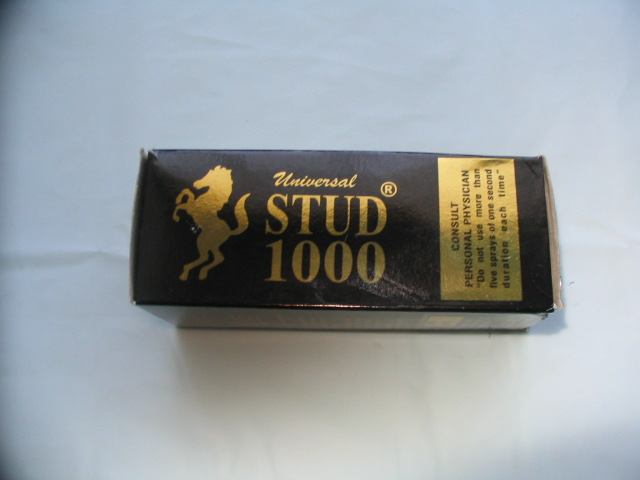 Universal
STUD®
1000
CONSULT
PERSONAL PHYSICIAN
"Do not use more than
five sprays of one second
duration each time"